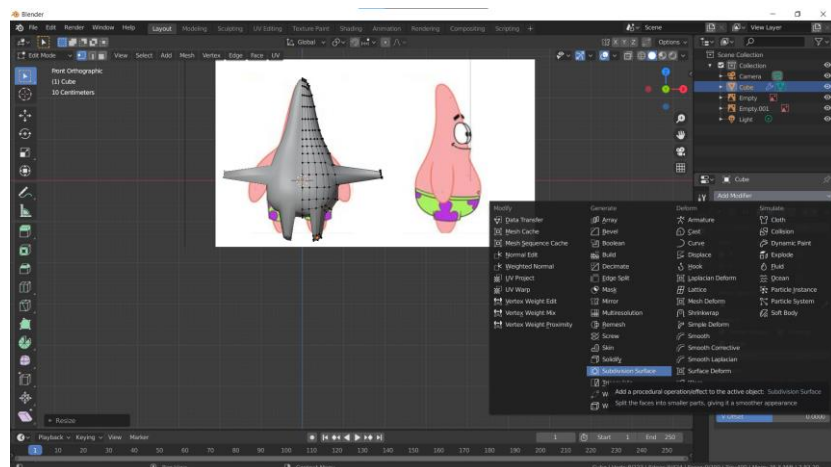 Blender
File Edit Render Window Help Layout Modeling Sculpting UV Editing Texture Paint Shading Animation Rendering Compositing Scripting + Scene View Layer
Global Options
Edit Mode View Select Add Mesh Vertex Edge Face UV
Front Orthographic
(1) Cube
10 Centimeters
Scene Collection
Collection
Camera
Cube
Empty
Empty.001
Light
Cube
Add Modifier
Modify Generate Deform Simulate
Data Transfer Array Armature Cloth
Mesh Cache Bevel Cast Collision
Mesh Sequence Cache Boolean Curve Dynamic Paint
Normal Edit Build Displace Explode
Weighted Normal Decimate Hook Fluid
UV Project Edge Split Laplacian Deform Ocean
UV Warp Mask Lattice Particle Instance
Vertex Weight Edit Mirror Mesh Deform Particle System
Vertex Weight Mix Multiresolution Shrinkwrap Soft Body
Vertex Weight Proximity Remesh Simple Deform
Screw Smooth
Skin Smooth Corrective
Solidify Smooth Laplacian
Subdivision Surface Surface Deform
Add a procedural operation/effect to the active object: Subdivision Surface
Split the faces into smaller parts, giving it a smoother appearance
V Offset 0.0000
Resize
Playback Keying View Marker 1 Start 1 End 250
1 10 20 30 40 50 60 70 80 90 100 110 120 130 140 150 160 170 180 190 200 210 220 230 240 250